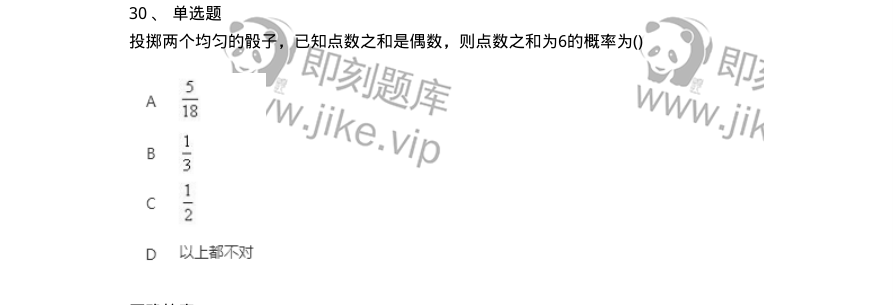 30 、 单选题
投掷两个均匀的骰子，已知点数之和是偶数，则点数之和为6的概率为()
即刻题库
www.jike.vip
即刻
www.jik
A 5/18
B 1/3
C 1/2
D 以上都不对